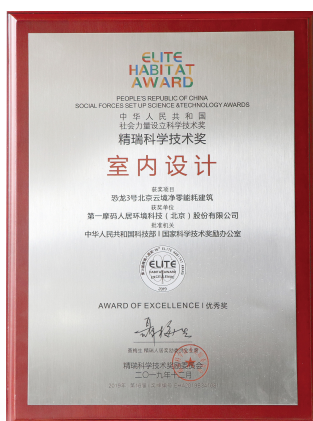 ELITE
HABITAT
AWARD
PEOPLE'S REPUBLIC OF CHINA
SOCIAL FORCES SET UP SCIENCE &TECHNOLOGY AWARDS
中华人民共和国
社会力量设立科学技术奖
精瑞科学技术奖
室内设计
获奖项目
恐龙3号北京云境净零能耗建筑
获奖单位
第一摩码人居环境科技（北京）股份有限公司
批准机关
中华人民共和国科技部 I 国家科学技术奖励办公室
ELITE
2019
AWARD OF EXCELLENCE I 优秀奖
精瑞科学技术奖励委员会
二〇一九年十二月